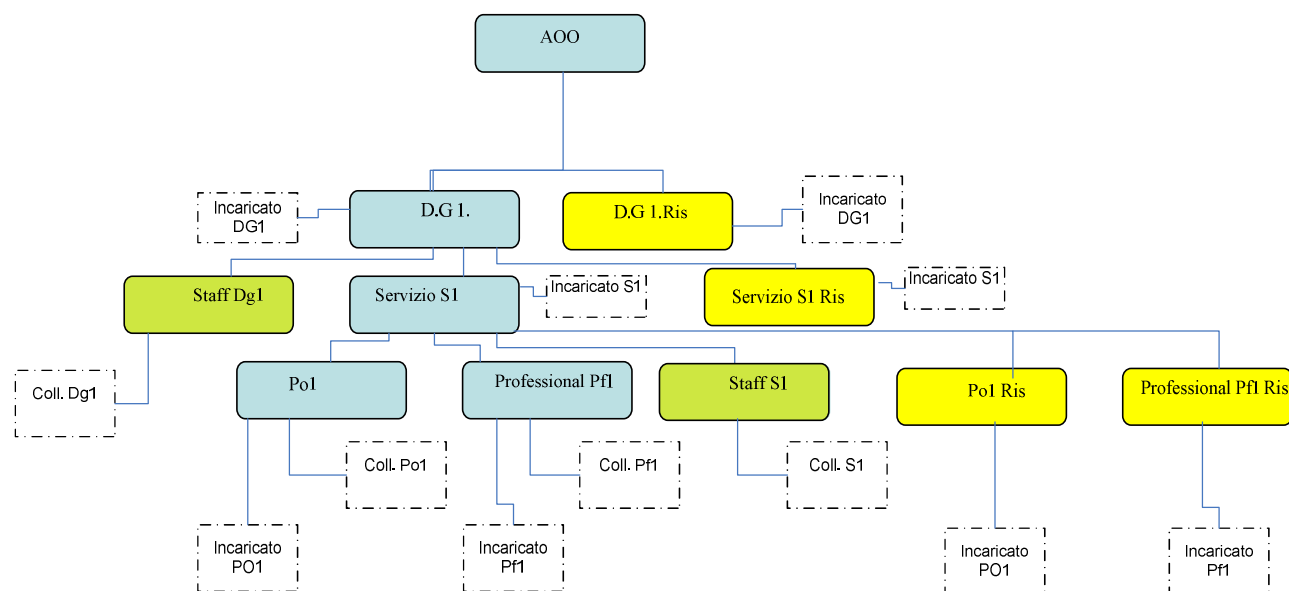 AOO
Incaricato
DG1
D.G 1.
D.G 1.Ris
Incaricato
DG1
Staff Dg1
Servizio S1
Incaricato S1
Servizio S1 Ris
Incaricato S1
Coll. Dg1
Po1
Professional Pf1
Staff S1
Po1 Ris
Professional Pf1 Ris
Coll. Po1
Coll. Pf1
Coll. S1
Incaricato
PO1
Incaricato
Pf1
Incaricato
PO1
Incaricato
Pf1